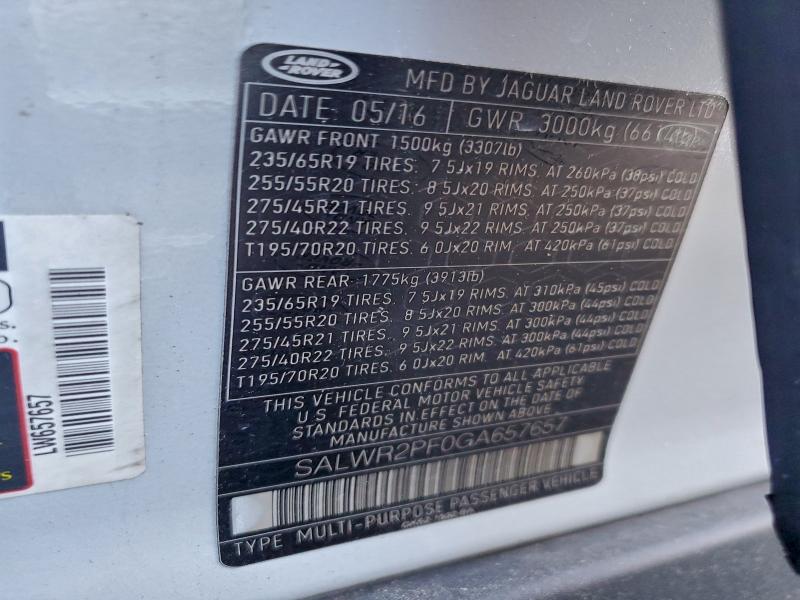 LAND
ROVER
MFD BY JAGUAR LAND ROVER LTD
DATE: 05/16 GWR 3000kg (661
GAWR FRONT 1500kg (3307lb)
235/65R19 TIRES. 7 5Jx19 RIMS. AT 260kPa (38psi) COLD
255/55R20 TIRES. 8 5Jx20 RIMS. AT 250kPa (37psi) COLD
275/45R21 TIRES. 9 5Jx21 RIMS. AT 250kPa (37psi) COLD
275/40R22 TIRES. 9 5Jx22 RIMS. AT 250kPa (37psi) COLD
T195/70R20 TIRES. 6 0Jx20 RIM. AT 420kPa (61psi) COLD
GAWR REAR- 1775kg (3913lb)
235/65R19 TIRES. 7 5Jx19 RIMS. AT 310kPa (45psi) COLD
255/55R20 TIRES. 8 5Jx20 RIMS. AT 300kPa (44psi) COLD
275/45R21 TIRES. 9 5Jx21 RIMS. AT 300kPa (44psi) COLD
275/40R22 TIRES. 9 5Jx22 RIMS. AT 300kPa (44psi) COLD
T195/70R20 TIRES. 6 0Jx20 RIM. AT 420kPa (61psi) COLD
THIS VEHICLE CONFORMS TO ALL APPLICABLE
U S FEDERAL MOTOR VEHICLE SAFETY
STANDARDS IN EFFECT ON THE DATE OF
MANUFACTURE SHOWN ABOVE
SALWR2PF0GA657657
TYPE MULTI-PURPOSE PASSENGER VEHICLE
LW657657